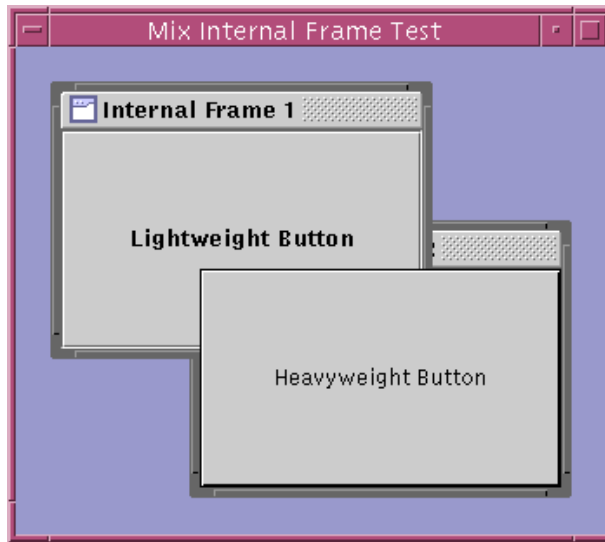 Mix Internal Frame Test
Internal Frame 1
Lightweight Button
Heavyweight Button